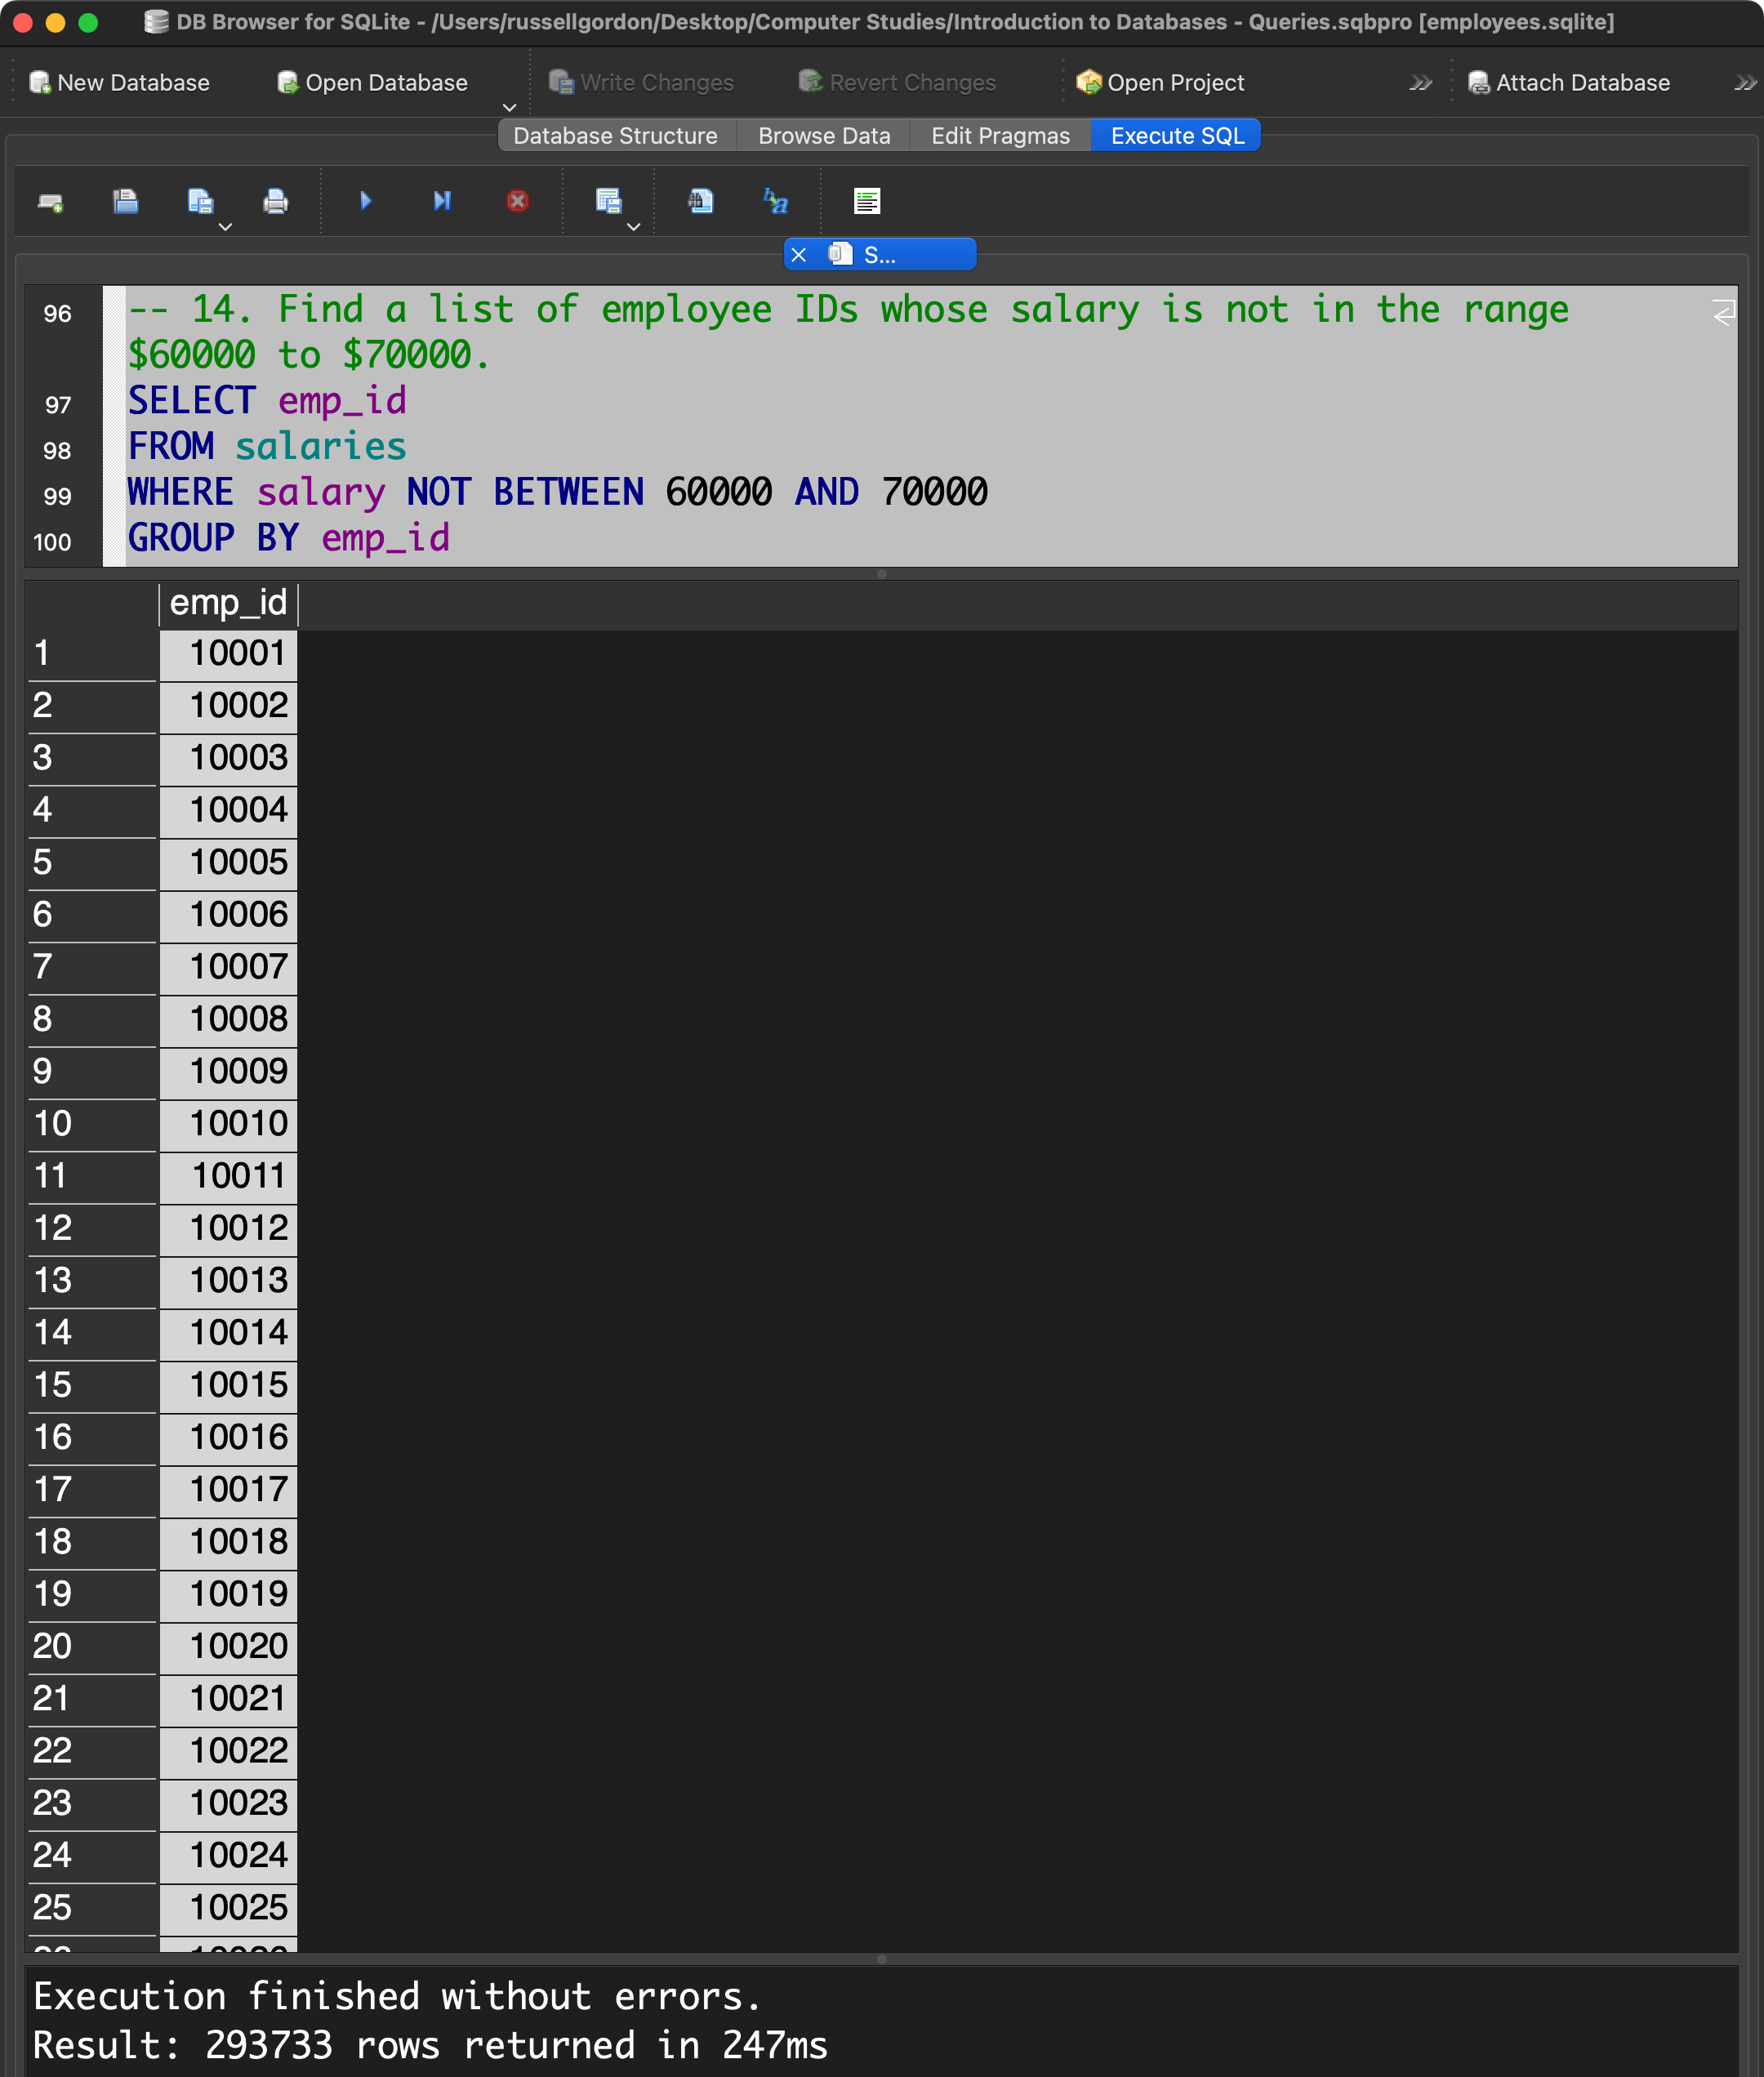 DB Browser for SQLite - /Users/russellgordon/Desktop/Computer Studies/Introduction to Databases - Queries.sqbpro [employees.sqlite]
New Database Open Database Write Changes Revert Changes Open Project Attach Database
Database Structure Browse Data Edit Pragmas Execute SQL
S...
96 -- 14. Find a list of employee IDs whose salary is not in the range
$60000 to $70000.
97 SELECT emp_id
98 FROM salaries
99 WHERE salary NOT BETWEEN 60000 AND 70000
100 GROUP BY emp_id
emp_id
1 10001
2 10002
3 10003
4 10004
5 10005
6 10006
7 10007
8 10008
9 10009
10 10010
11 10011
12 10012
13 10013
14 10014
15 10015
16 10016
17 10017
18 10018
19 10019
20 10020
21 10021
22 10022
23 10023
24 10024
25 10025
Execution finished without errors.
Result: 293733 rows returned in 247ms